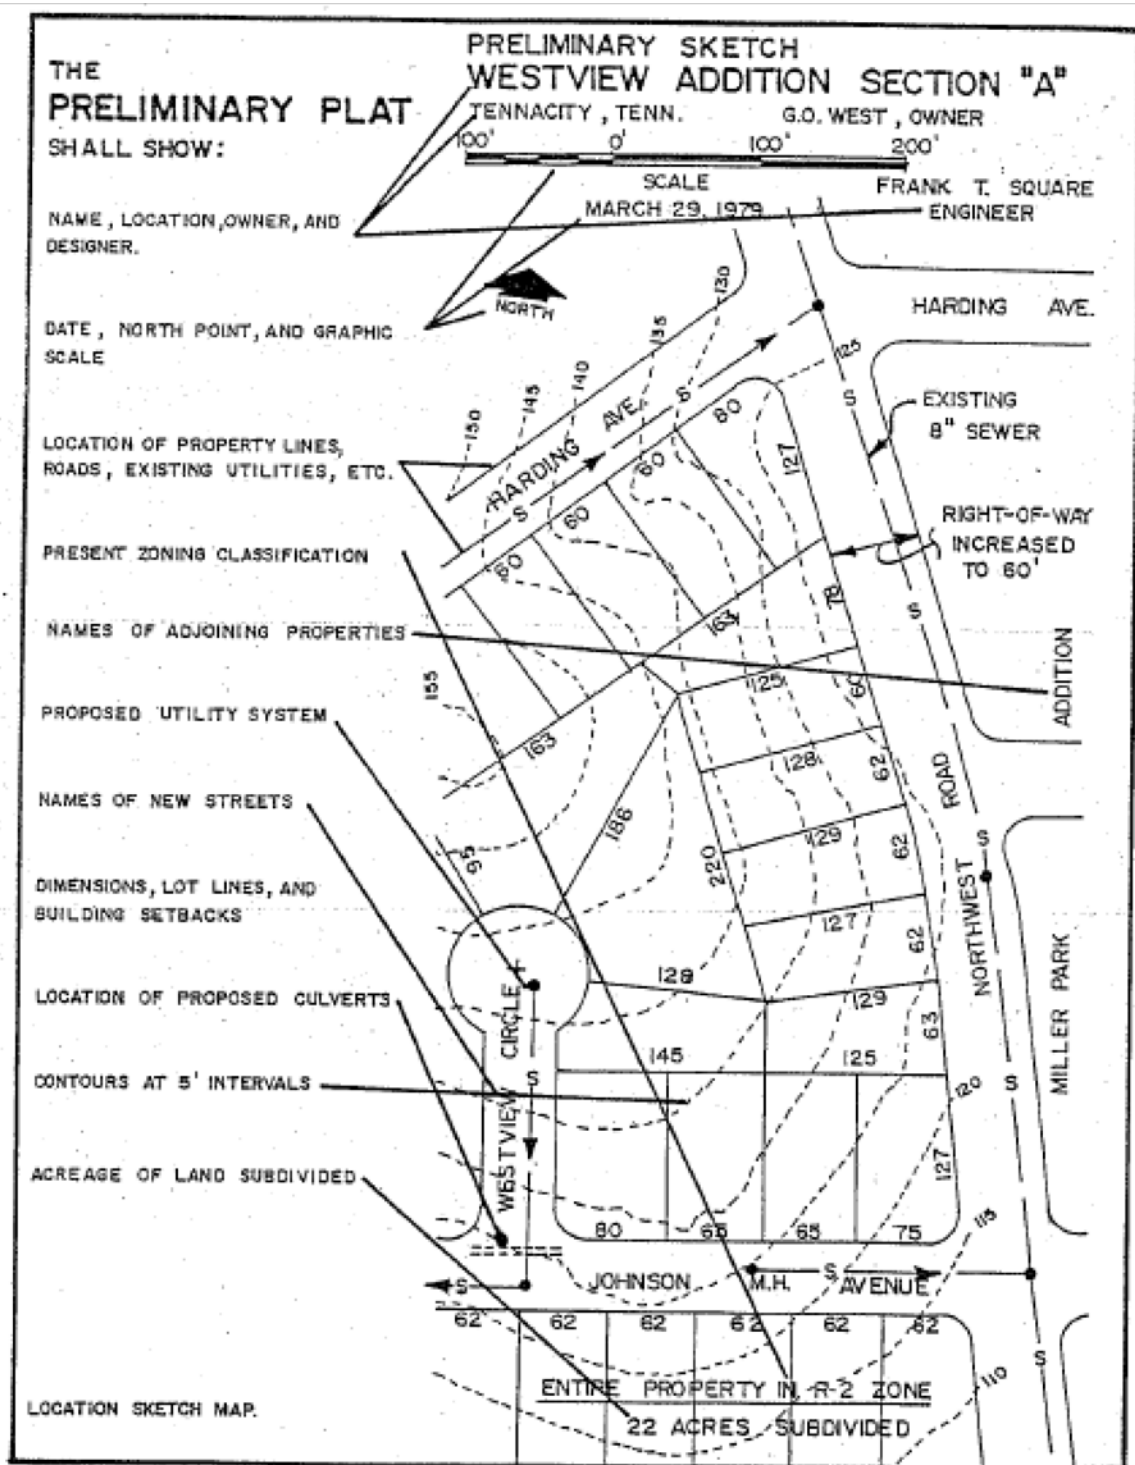 THE
PRELIMINARY PLAT
SHALL SHOW:
PRELIMINARY SKETCH
WESTVIEW ADDITION SECTION "A"
TENNACITY, TENN. G.O. WEST, OWNER
100' 0' 100' 200'
SCALE
MARCH 29, 1979
FRANK T. SQUARE
ENGINEER
NAME, LOCATION, OWNER, AND
DESIGNER.
NORTH
DATE, NORTH POINT, AND GRAPHIC
SCALE
HARDING AVE.
130
135
140
145
150
125
HARDING AVE.
S
S
S
80
60
60
60
127
EXISTING
8" SEWER
LOCATION OF PROPERTY LINES,
ROADS, EXISTING UTILITIES, ETC.
RIGHT-OF-WAY
INCREASED
TO 60'
PRESENT ZONING CLASSIFICATION
78
S
163
NAMES OF ADJOINING PROPERTIES
ADDITION
155
125
60
PROPOSED UTILITY SYSTEM
163
128
62
NAMES OF NEW STREETS
186
129
62
S
95
220
NORTHWEST ROAD
DIMENSIONS, LOT LINES, AND
BUILDING SETBACKS
127
62
LOCATION OF PROPOSED CULVERTS
128
129
63
MILLER PARK
WESTVIEW CIRCLE
145
125
CONTOURS AT 5' INTERVALS
S
120
S
127
ACREAGE OF LAND SUBDIVIDED
80 65 65 75
115
S
JOHNSON M.H. S AVENUE
62 62 62 62 62 62
S
110
ENTIRE PROPERTY IN R-2 ZONE
22 ACRES SUBDIVIDED
LOCATION SKETCH MAP.